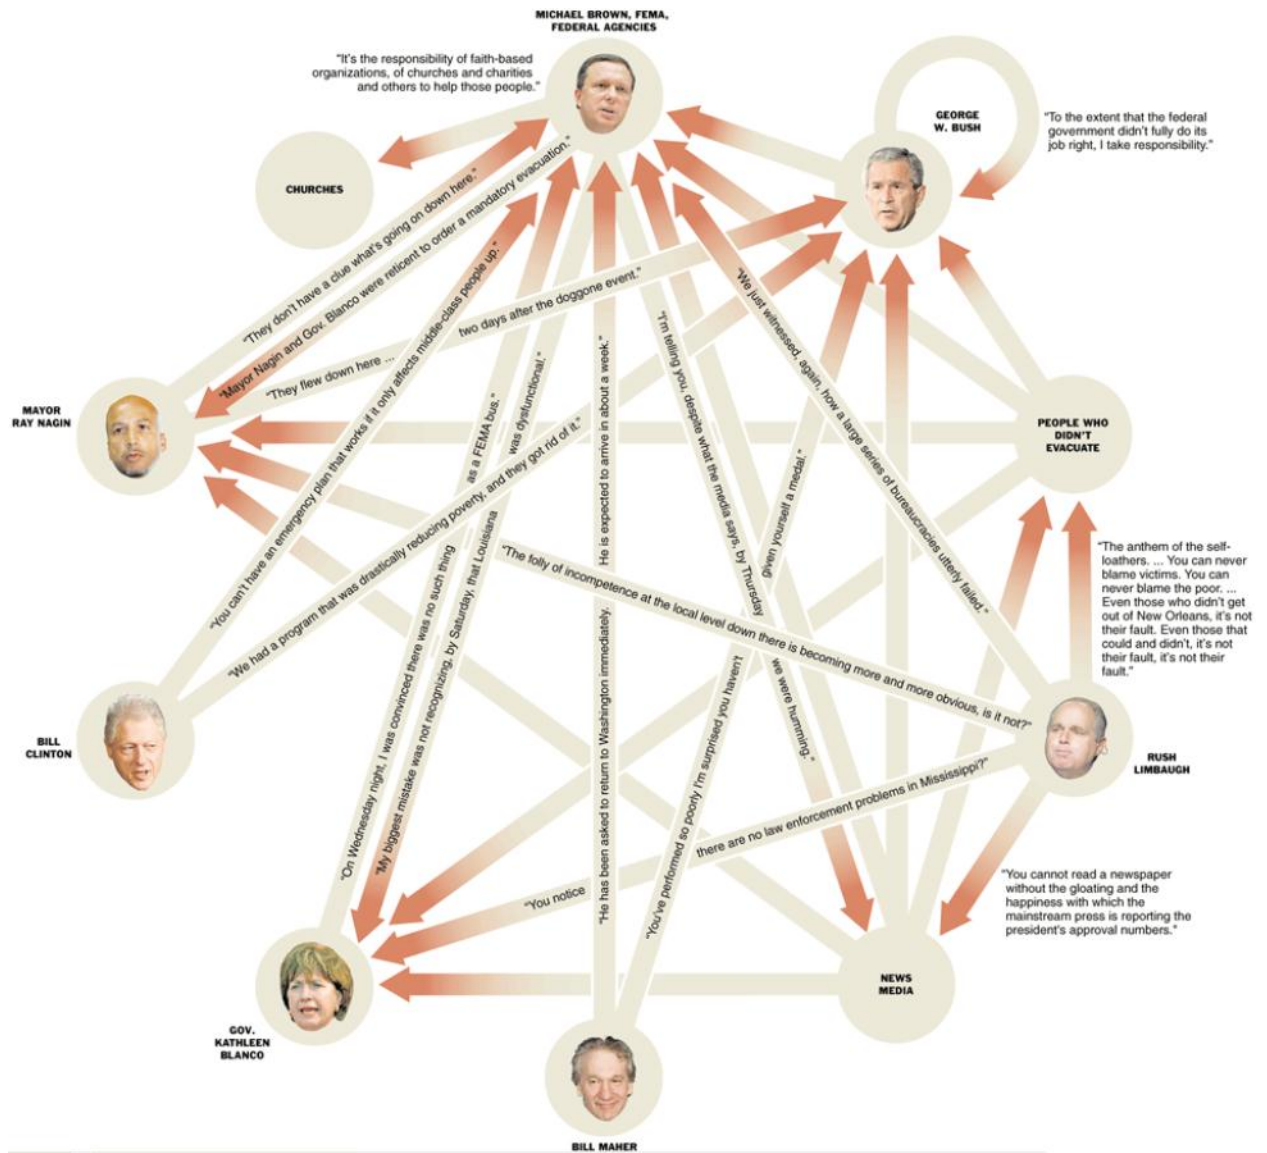 MICHAEL BROWN, FEMA,
FEDERAL AGENCIES
"It's the responsibility of faith-based
organizations, of churches and charities
and others to help those people."
GEORGE
W. BUSH
"To the extent that the federal
government didn't fully do its
job right, I take responsibility."
CHURCHES
"They don't have a clue what's going on down here."
"Mayor Nagin and Gov. Blanco were reticent to order a mandatory evacuation."
"They flew down here ... two days after the doggone event."
MAYOR
RAY NAGIN
PEOPLE WHO
DIDN'T
EVACUATE
"You can't have an emergency plan that works if it only affects middle-class people up."
"We had a program that was drastically reducing poverty, and they got rid of it."
"On Wednesday night, I was convinced there was no such thing as a FEMA bus."
"My biggest mistake was not recognizing, by Saturday, that Louisiana was dysfunctional."
"He has been asked to return to Washington immediately. He is expected to arrive in about a week."
"You've performed so poorly I'm surprised you haven't given yourself a medal."
"I'm telling you, despite what the media says, by Thursday we were humming."
"We just witnessed, again, how a large series of bureaucracies utterly failed."
"The folly of incompetence at the local level down there is becoming more and more obvious, is it not?"
"You notice there are no law enforcement problems in Mississippi?"
"The anthem of the self-
loathers. ... You can never
blame victims. You can
never blame the poor. ...
Even those who didn't get
out of New Orleans, it's not
their fault. Even those that
could and didn't, it's not
their fault, it's not their
fault."
BILL
CLINTON
RUSH
LIMBAUGH
"You cannot read a newspaper
without the gloating and the
happiness with which the
mainstream press is reporting the
president's approval numbers."
NEWS
MEDIA
GOV.
KATHLEEN
BLANCO
BILL MAHER